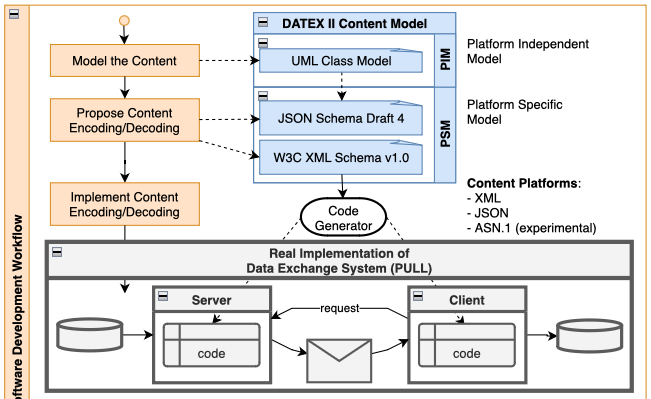 DATEX II Content Model
Model the Content
UML Class Model
PIM
Platform Independent
Model
Propose Content
Encoding/Decoding
JSON Schema Draft 4
W3C XML Schema v1.0
PSM
Platform Specific
Model
Implement Content
Encoding/Decoding
Code
Generator
Content Platforms:
- XML
- JSON
- ASN.1 (experimental)
Real Implementation of
Data Exchange System (PULL)
Server
code
request
Client
code
Development Workflow